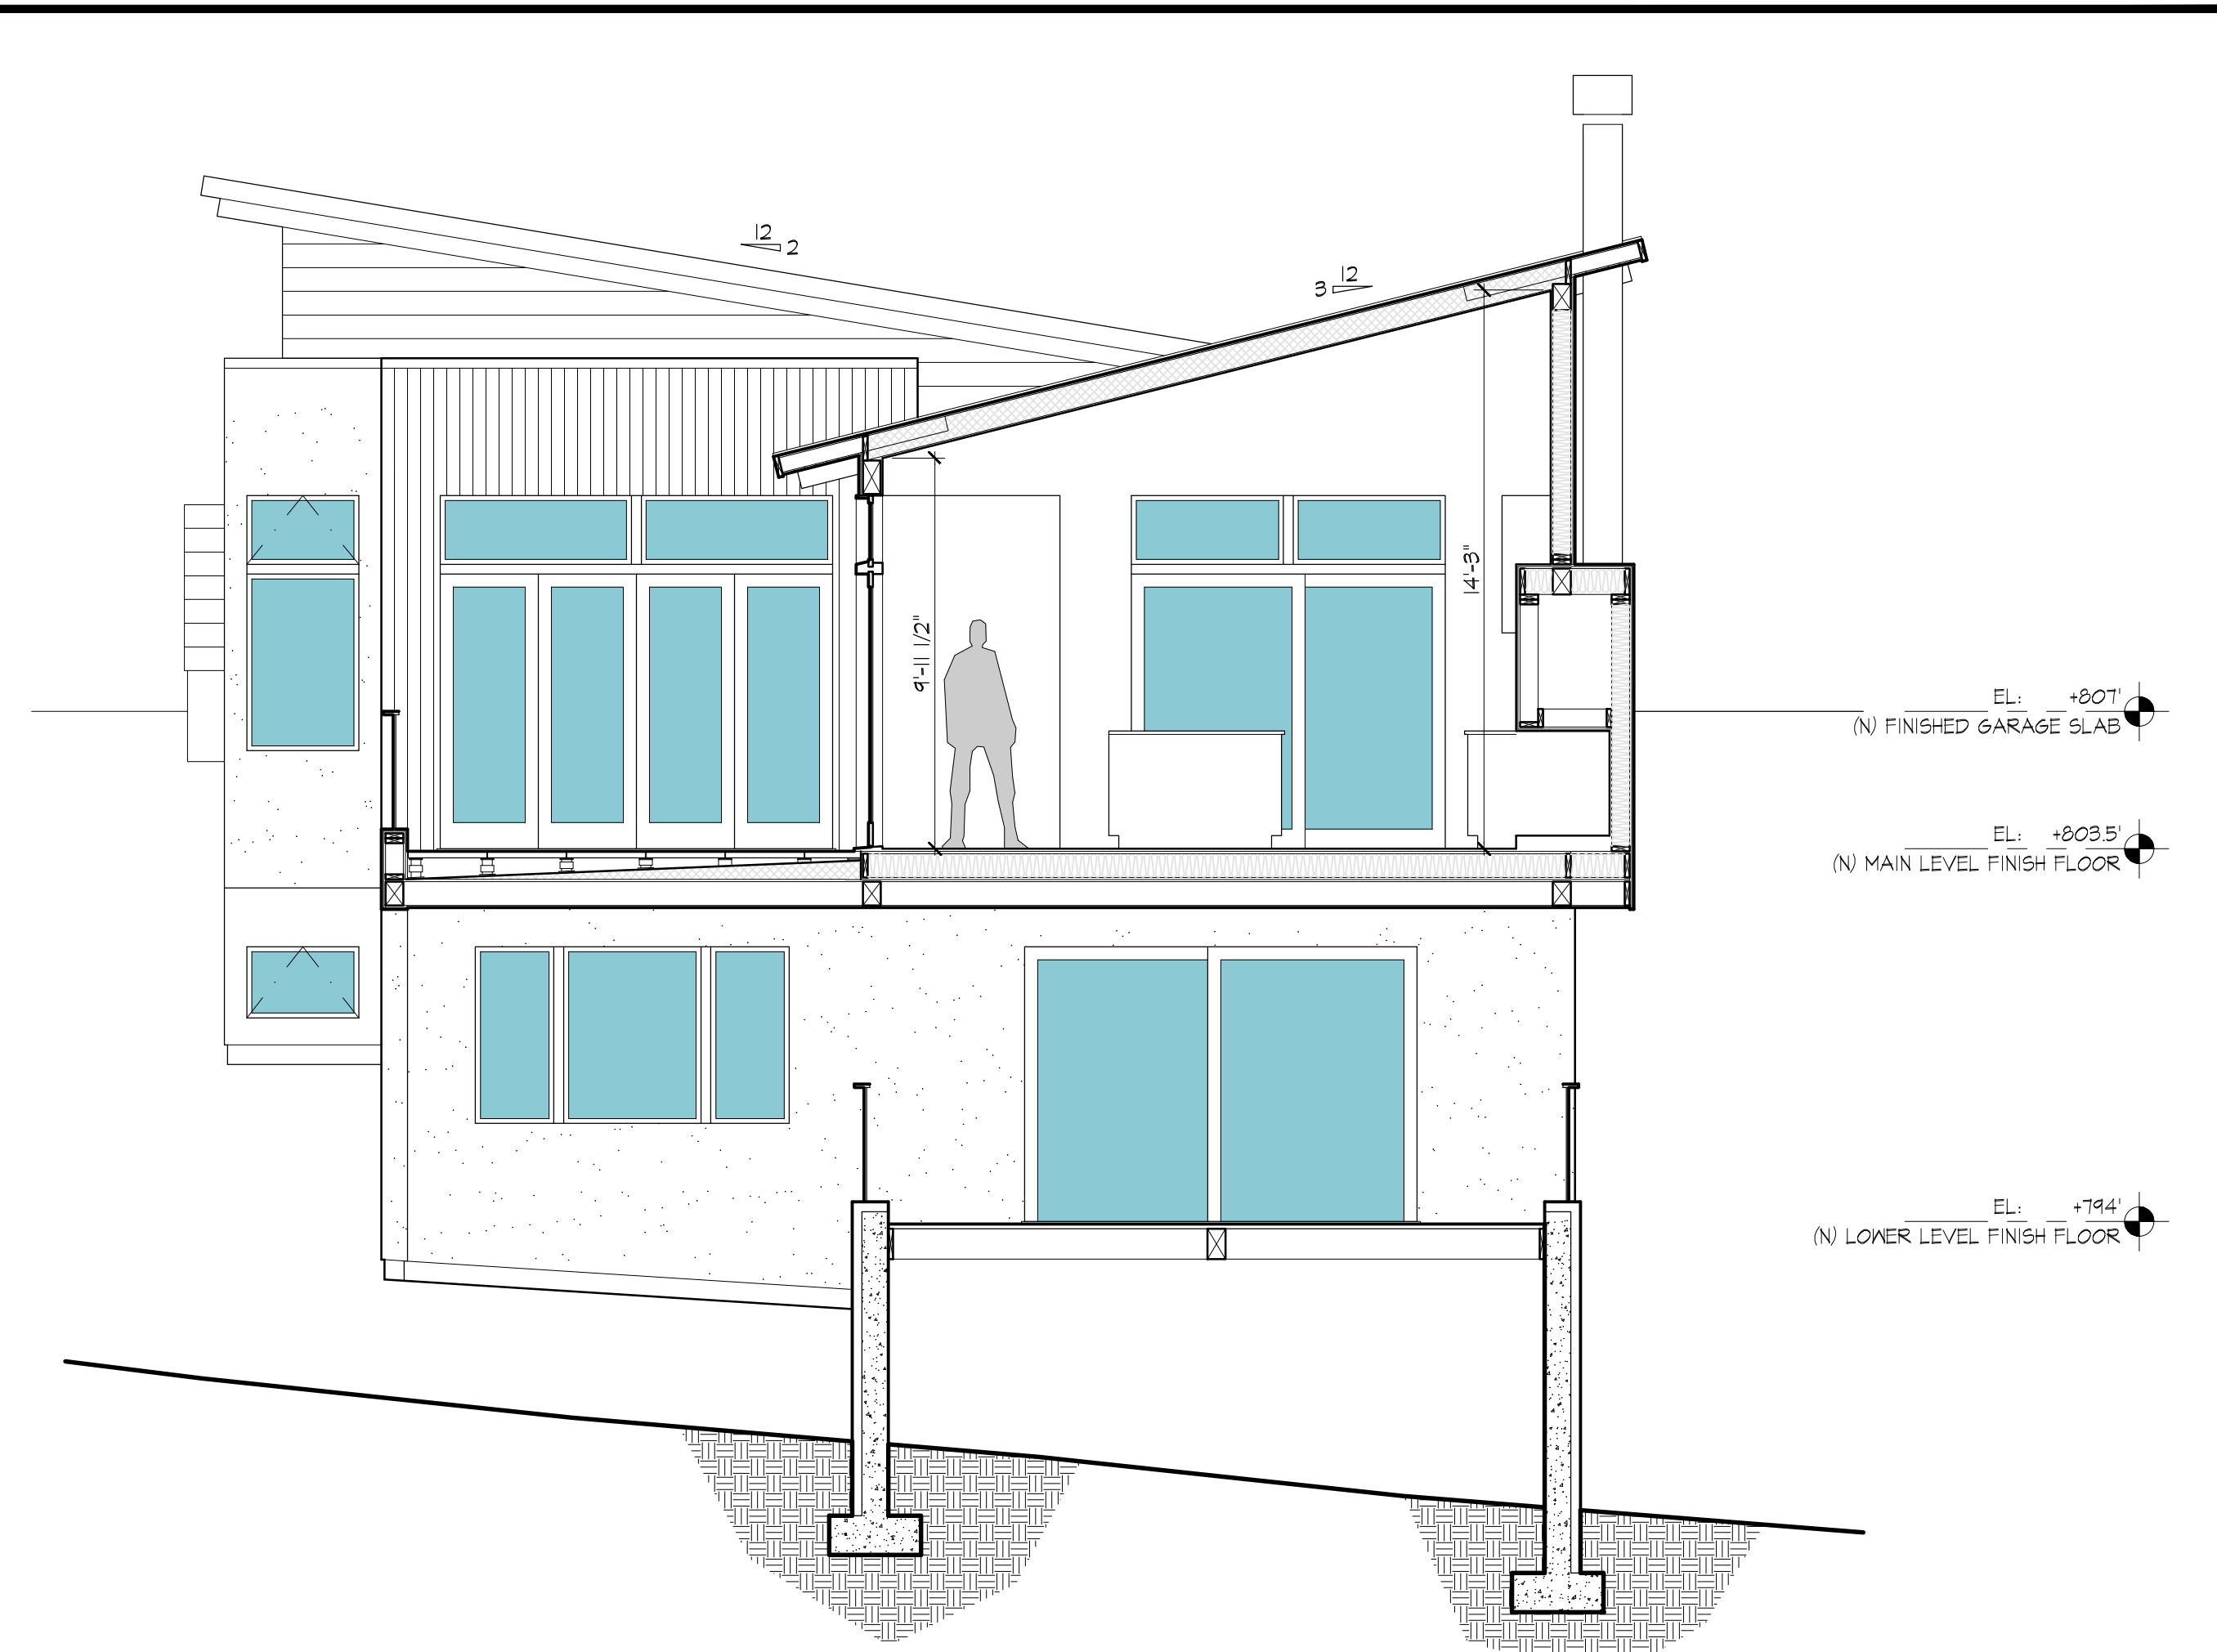 12
2
12
3
9'-11 1/2"
14'-3"
EL: +807'
(N) FINISHED GARAGE SLAB
EL: +803.5'
(N) MAIN LEVEL FINISH FLOOR
EL: +794'
(N) LOWER LEVEL FINISH FLOOR